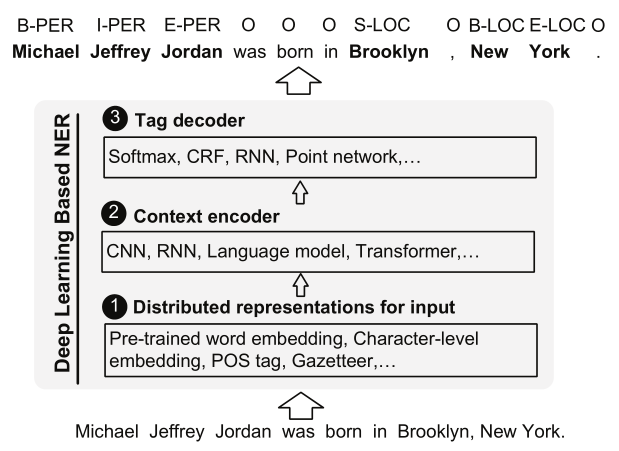 B-PER I-PER E-PER O O O S-LOC O B-LOC E-LOC O
Michael Jeffrey Jordan was born in Brooklyn , New York .
Deep Learning Based NER
3 Tag decoder
Softmax, CRF, RNN, Point network,...
2 Context encoder
CNN, RNN, Language model, Transformer,...
1 Distributed representations for input
Pre-trained word embedding, Character-level
embedding, POS tag, Gazetteer,...
Michael Jeffrey Jordan was born in Brooklyn, New York.